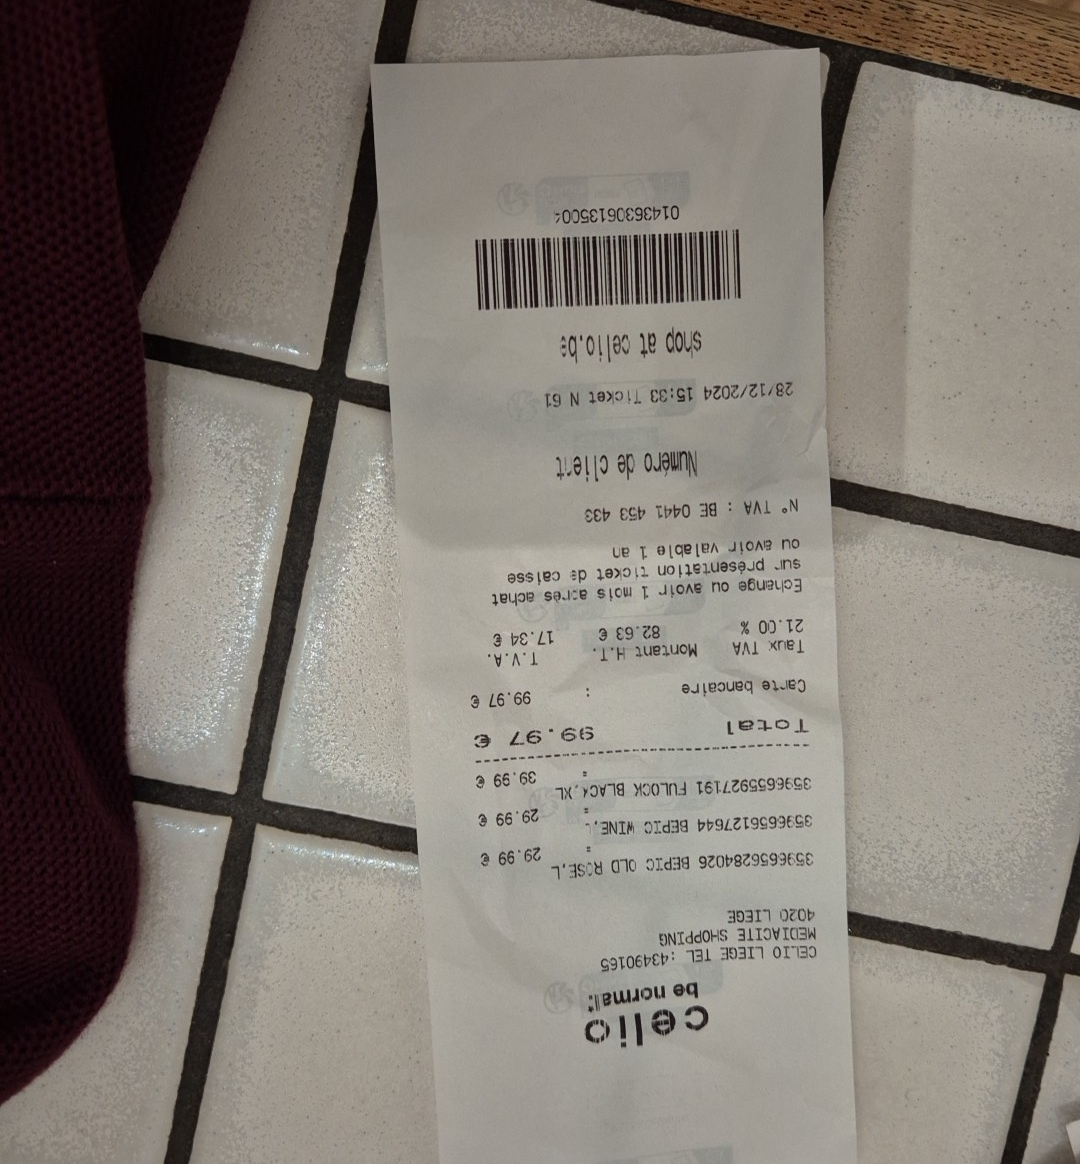 celio
be normal*
CELIO LIEGE TEL :43490165
MEDIACITE SHOPPING
4020 LIEGE
3596656284026 BEPIC OLD ROSE,L
= 29.99 €
3596656127644 BEPIC WINE,L
= 29.99 €
3596655927191 FULOCK BLACK,XL
= 39.99 €
Total 99.97 €
Carte bancaire : 99.97 €
Taux TVA Montant H.T. T.V.A.
21.00 % 82.63 € 17.34 €
Echange ou avoir 1 mois après achat
sur présentation ticket de caisse
ou avoir valable 1 an
N° TVA : BE 0441 453 433
Numéro de client
28/12/2024 15:33 Ticket N 61
shop at celio.be